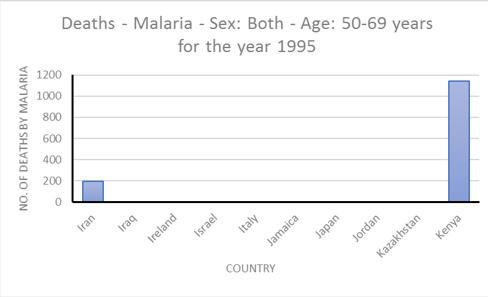 Deaths - Malaria - Sex: Both - Age: 50-69 years
for the year 1995
NO. OF DEATHS BY MALARIA
1200
1000
800
600
400
200
0
Iran
Iraq
Ireland
Israel
Italy
Jamaica
Japan
Jordan
Kazakhstan
Kenya
COUNTRY